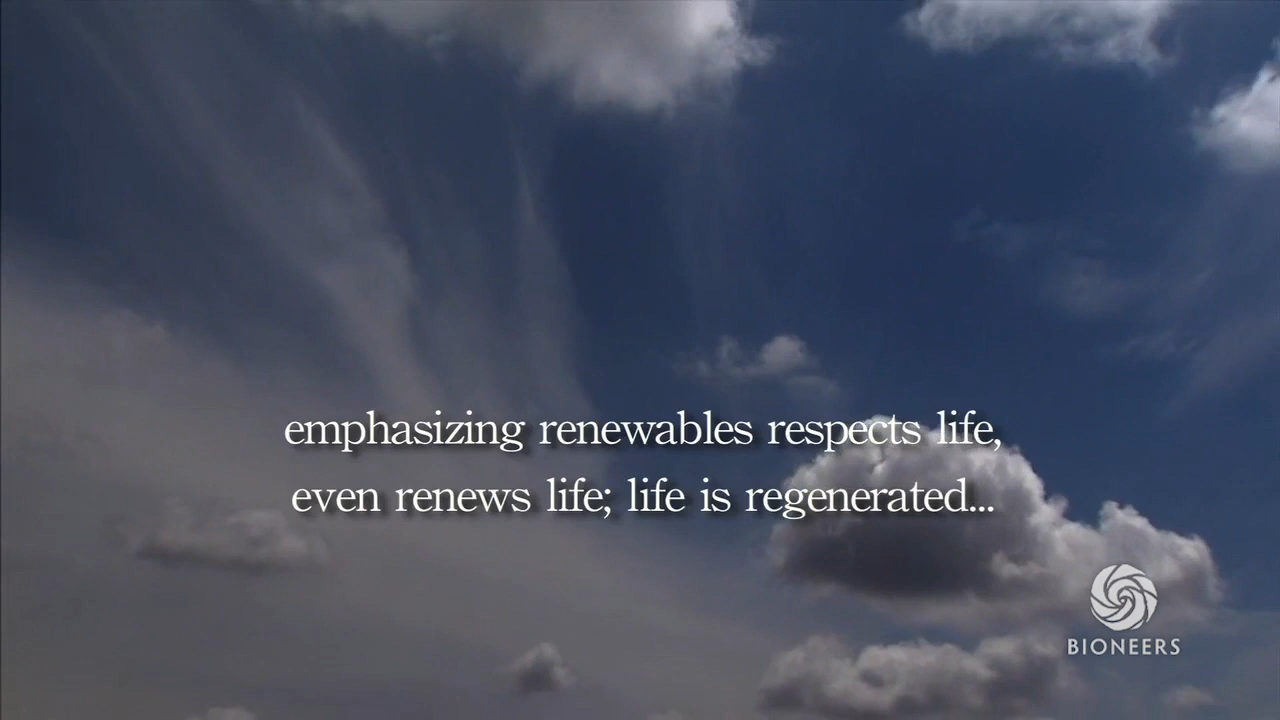 emphasizing renewables respects life,
even renews life; life is regenerated...
BIONEERS